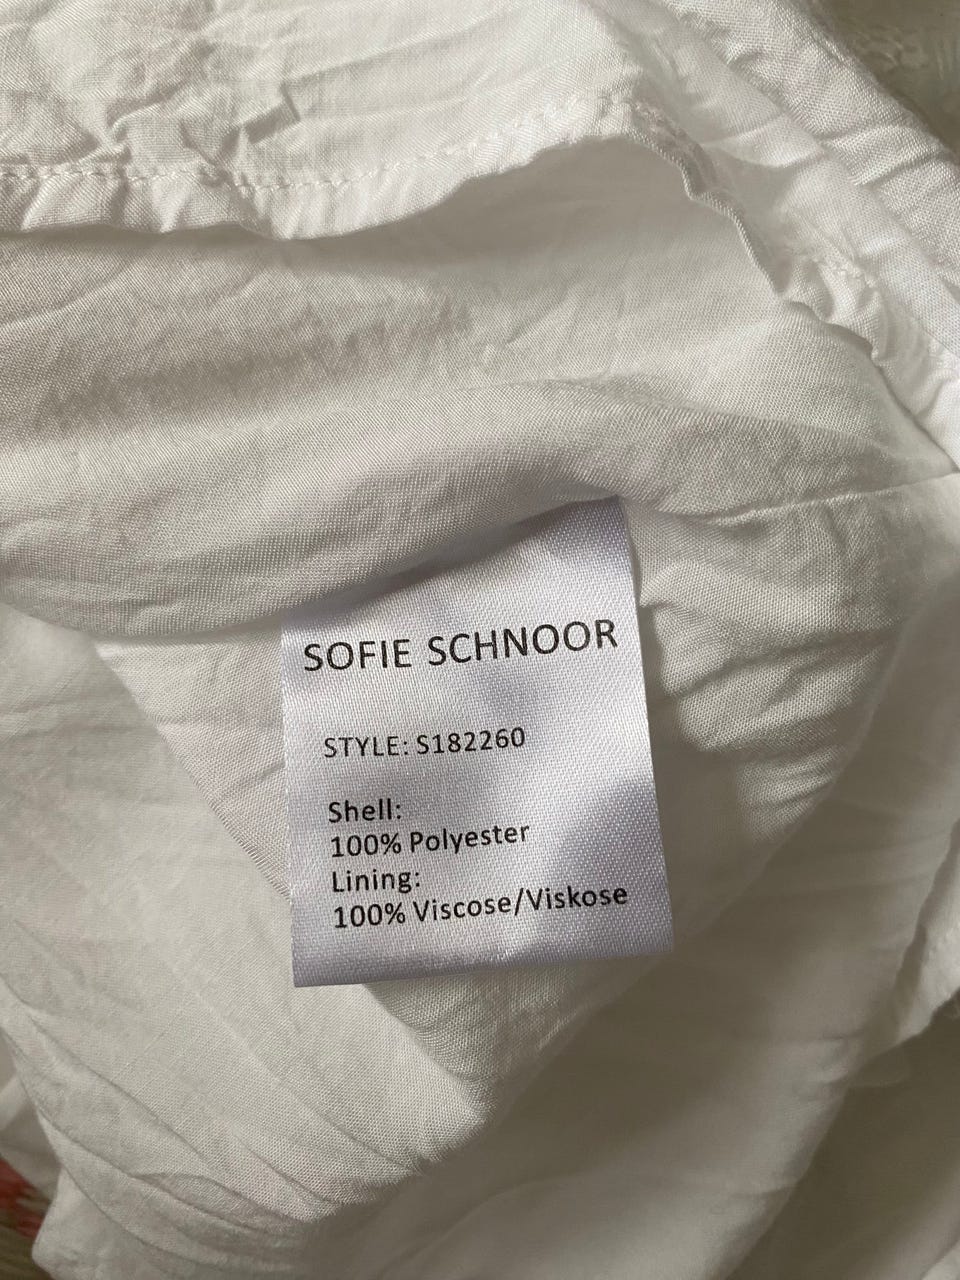 SOFIE SCHNOOR
STYLE: S182260
Shell:
100% Polyester
Lining:
100% Viscose/Viskose